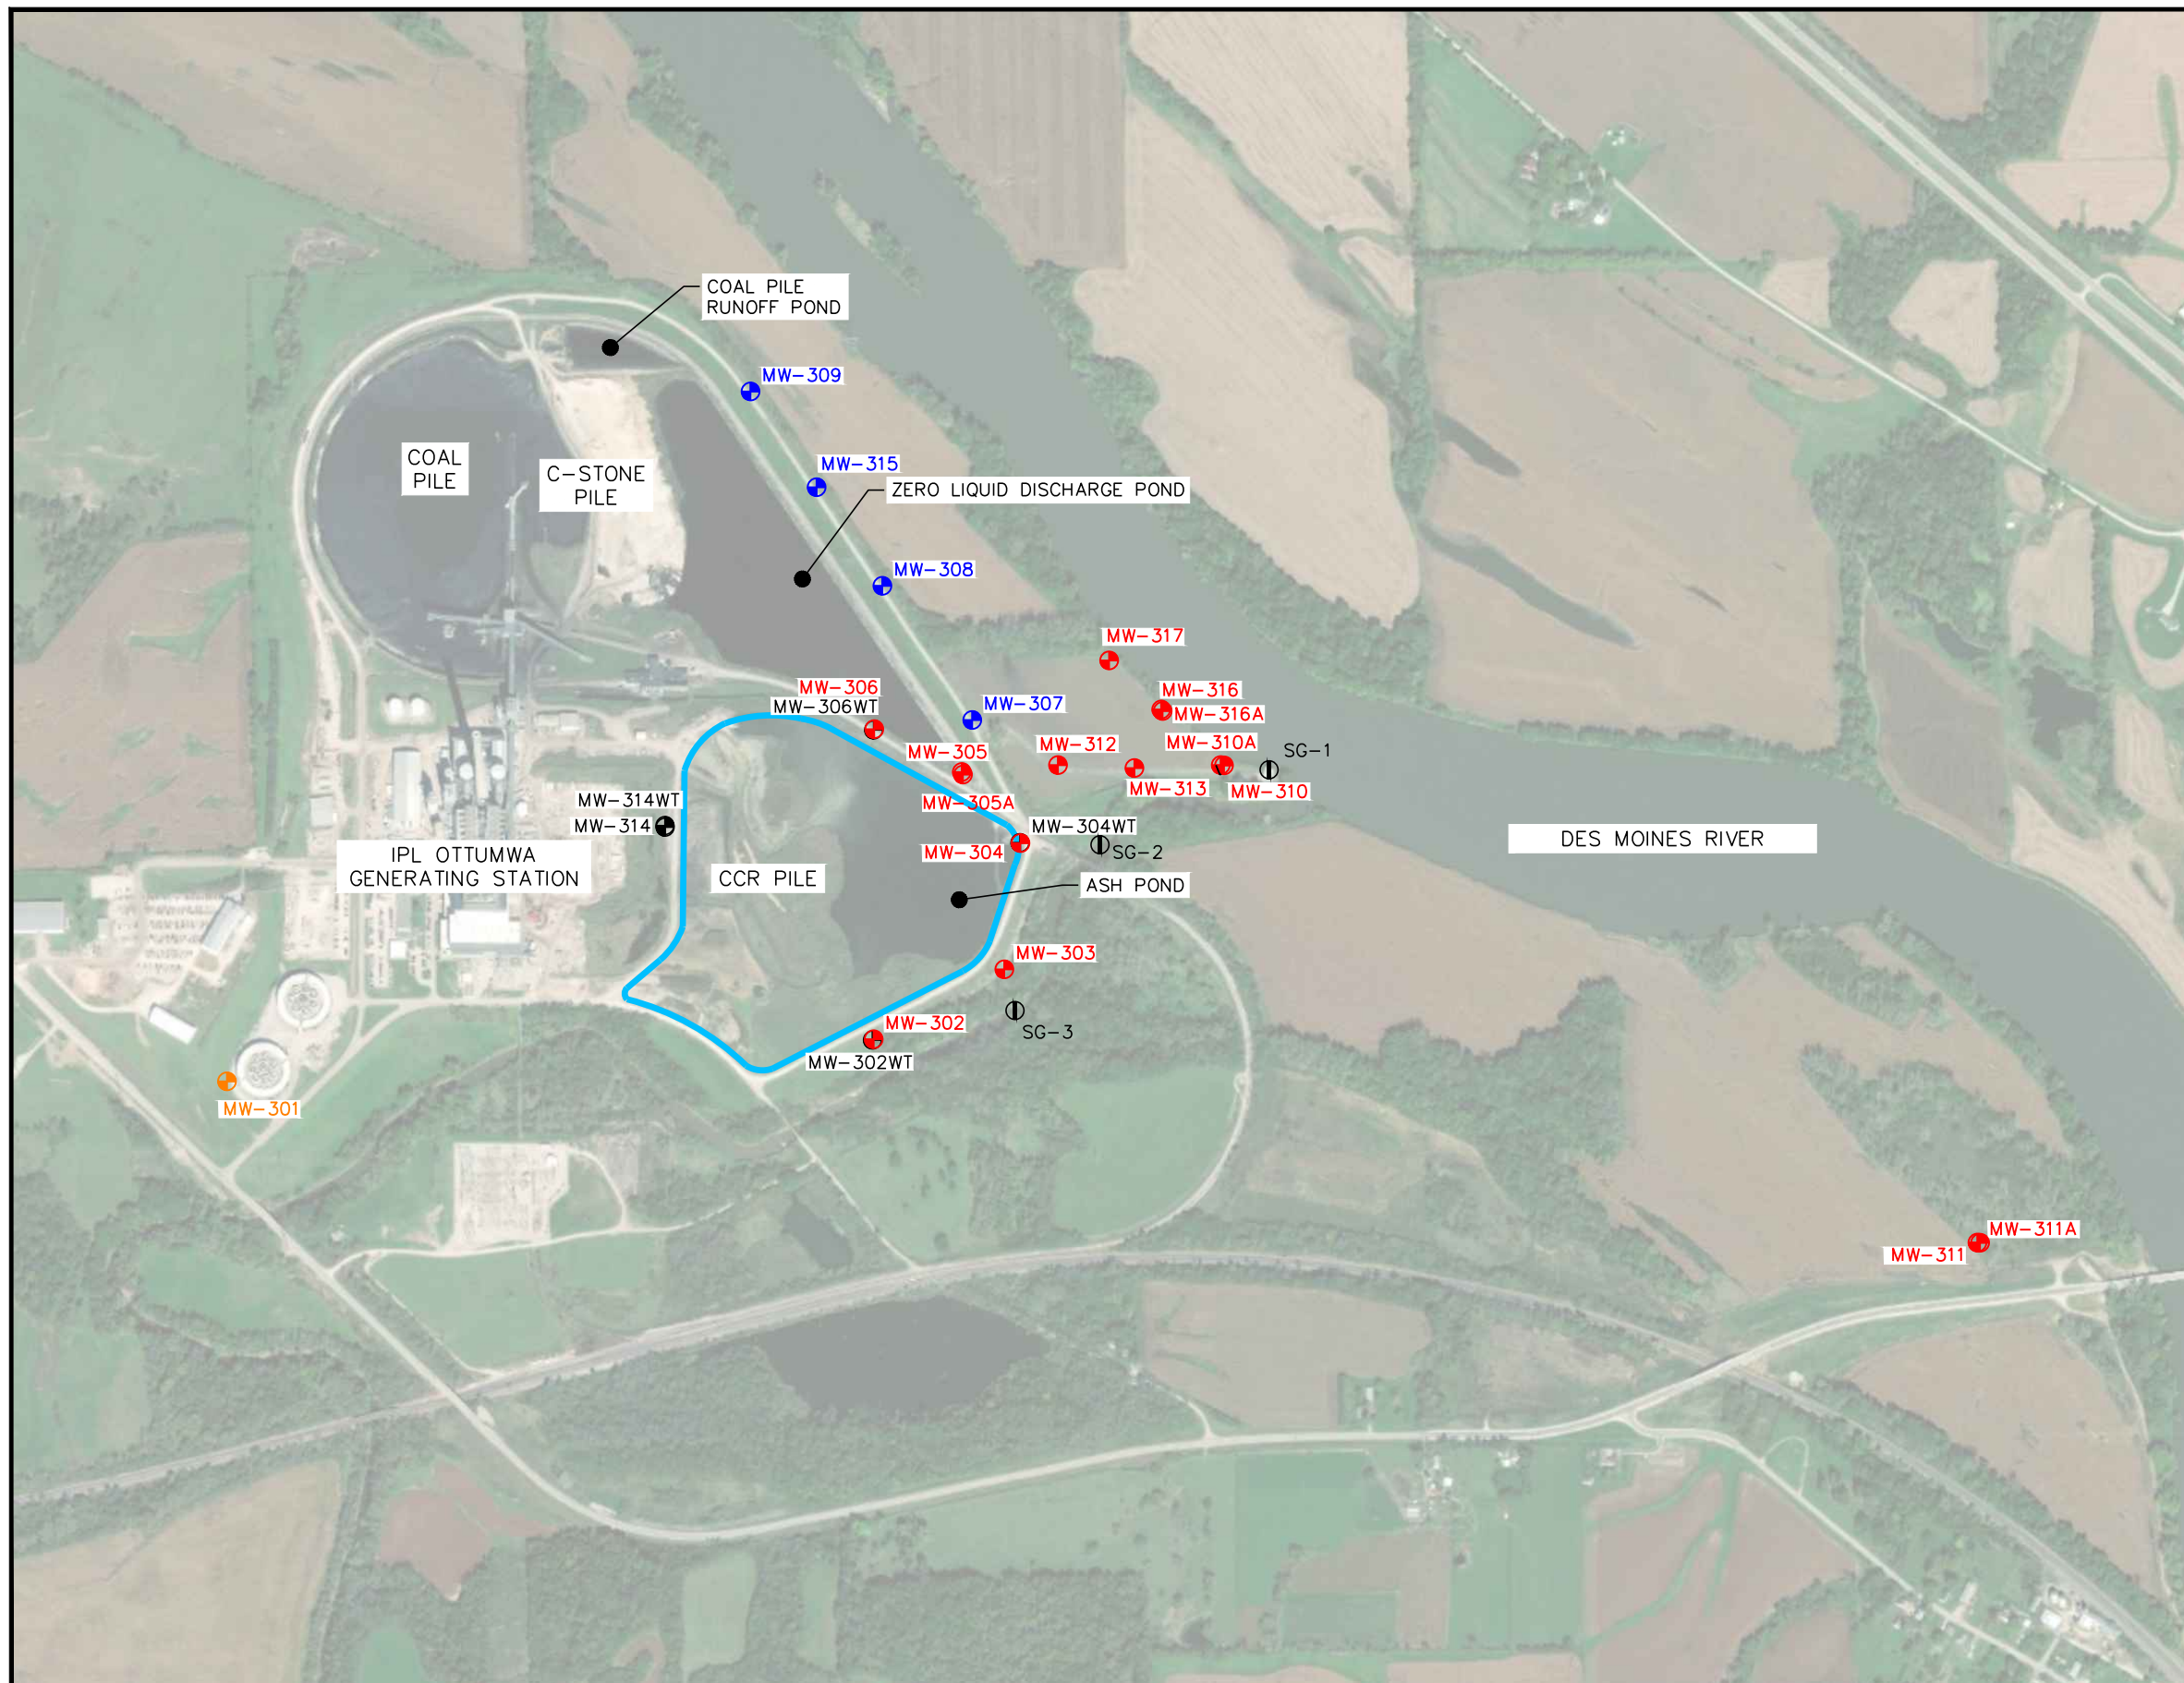 COAL PILE
RUNOFF POND
MW-309
COAL
PILE
C-STONE
PILE
MW-315
ZERO LIQUID DISCHARGE POND
MW-308
MW-317
MW-306
MW-306WT
MW-316
MW-316A
MW-307
MW-305
MW-312
MW-310A
SG-1
MW-313
MW-310
MW-305A
MW-314WT
MW-314
MW-304WT
MW-304
SG-2
DES MOINES RIVER
IPL OTTUMWA
GENERATING STATION
CCR PILE
ASH POND
MW-303
MW-302
SG-3
MW-302WT
MW-301
MW-311A
MW-311